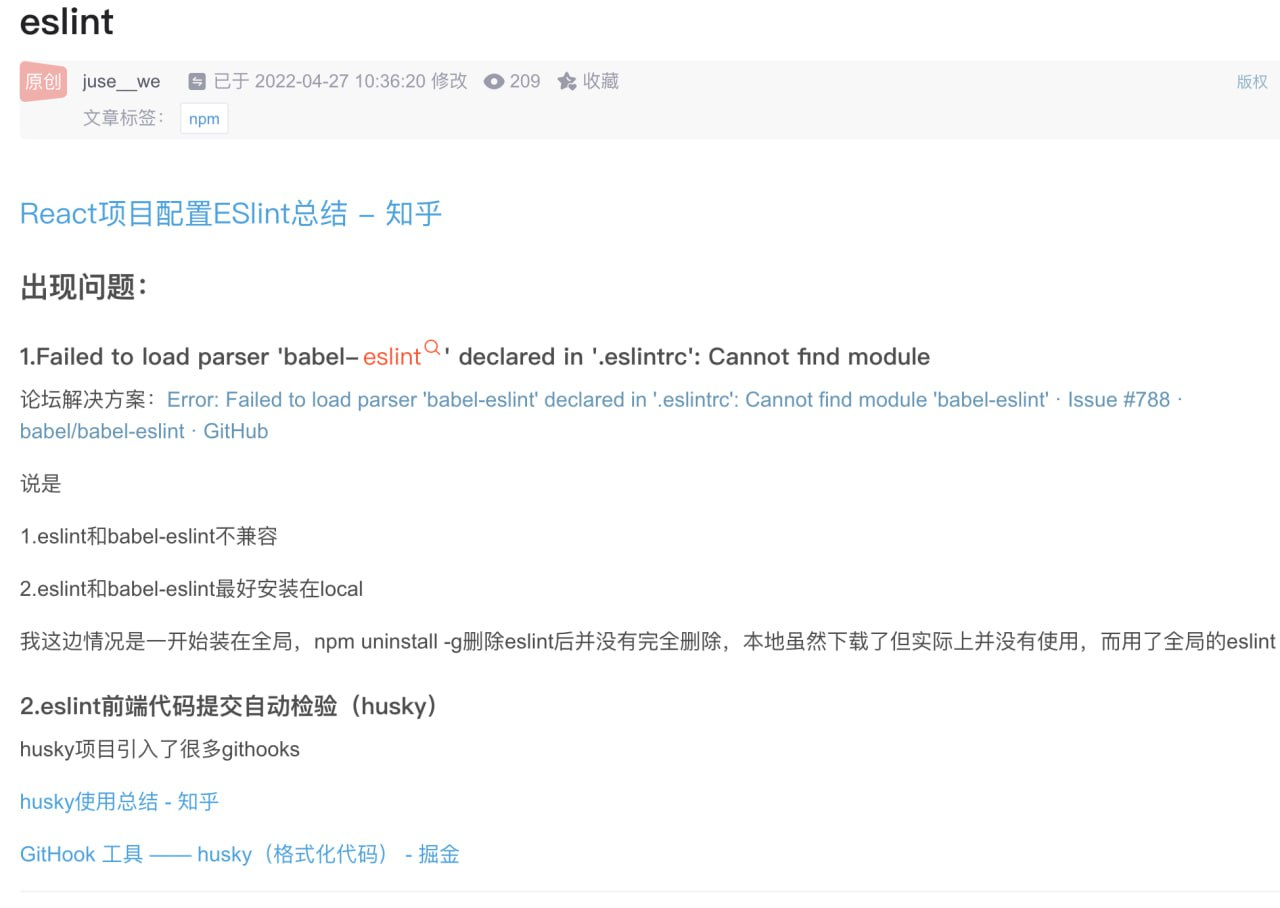 eslint
原创 juse__we 已于 2022-04-27 10:36:20 修改 209 收藏 版权
文章标签： npm
React项目配置ESlint总结 - 知乎
出现问题：
1.Failed to load parser 'babel-eslint' declared in '.eslintrc': Cannot find module
论坛解决方案：Error: Failed to load parser 'babel-eslint' declared in '.eslintrc': Cannot find module 'babel-eslint' · Issue #788 ·
babel/babel-eslint · GitHub
说是
1.eslint和babel-eslint不兼容
2.eslint和babel-eslint最好安装在local
我这边情况是一开始装在全局，npm uninstall -g删除eslint后并没有完全删除，本地虽然下载了但实际上并没有使用，而用了全局的eslint
2.eslint前端代码提交自动检验（husky）
husky项目引入了很多githooks
husky使用总结 - 知乎
GitHook 工具 —— husky（格式化代码） - 掘金